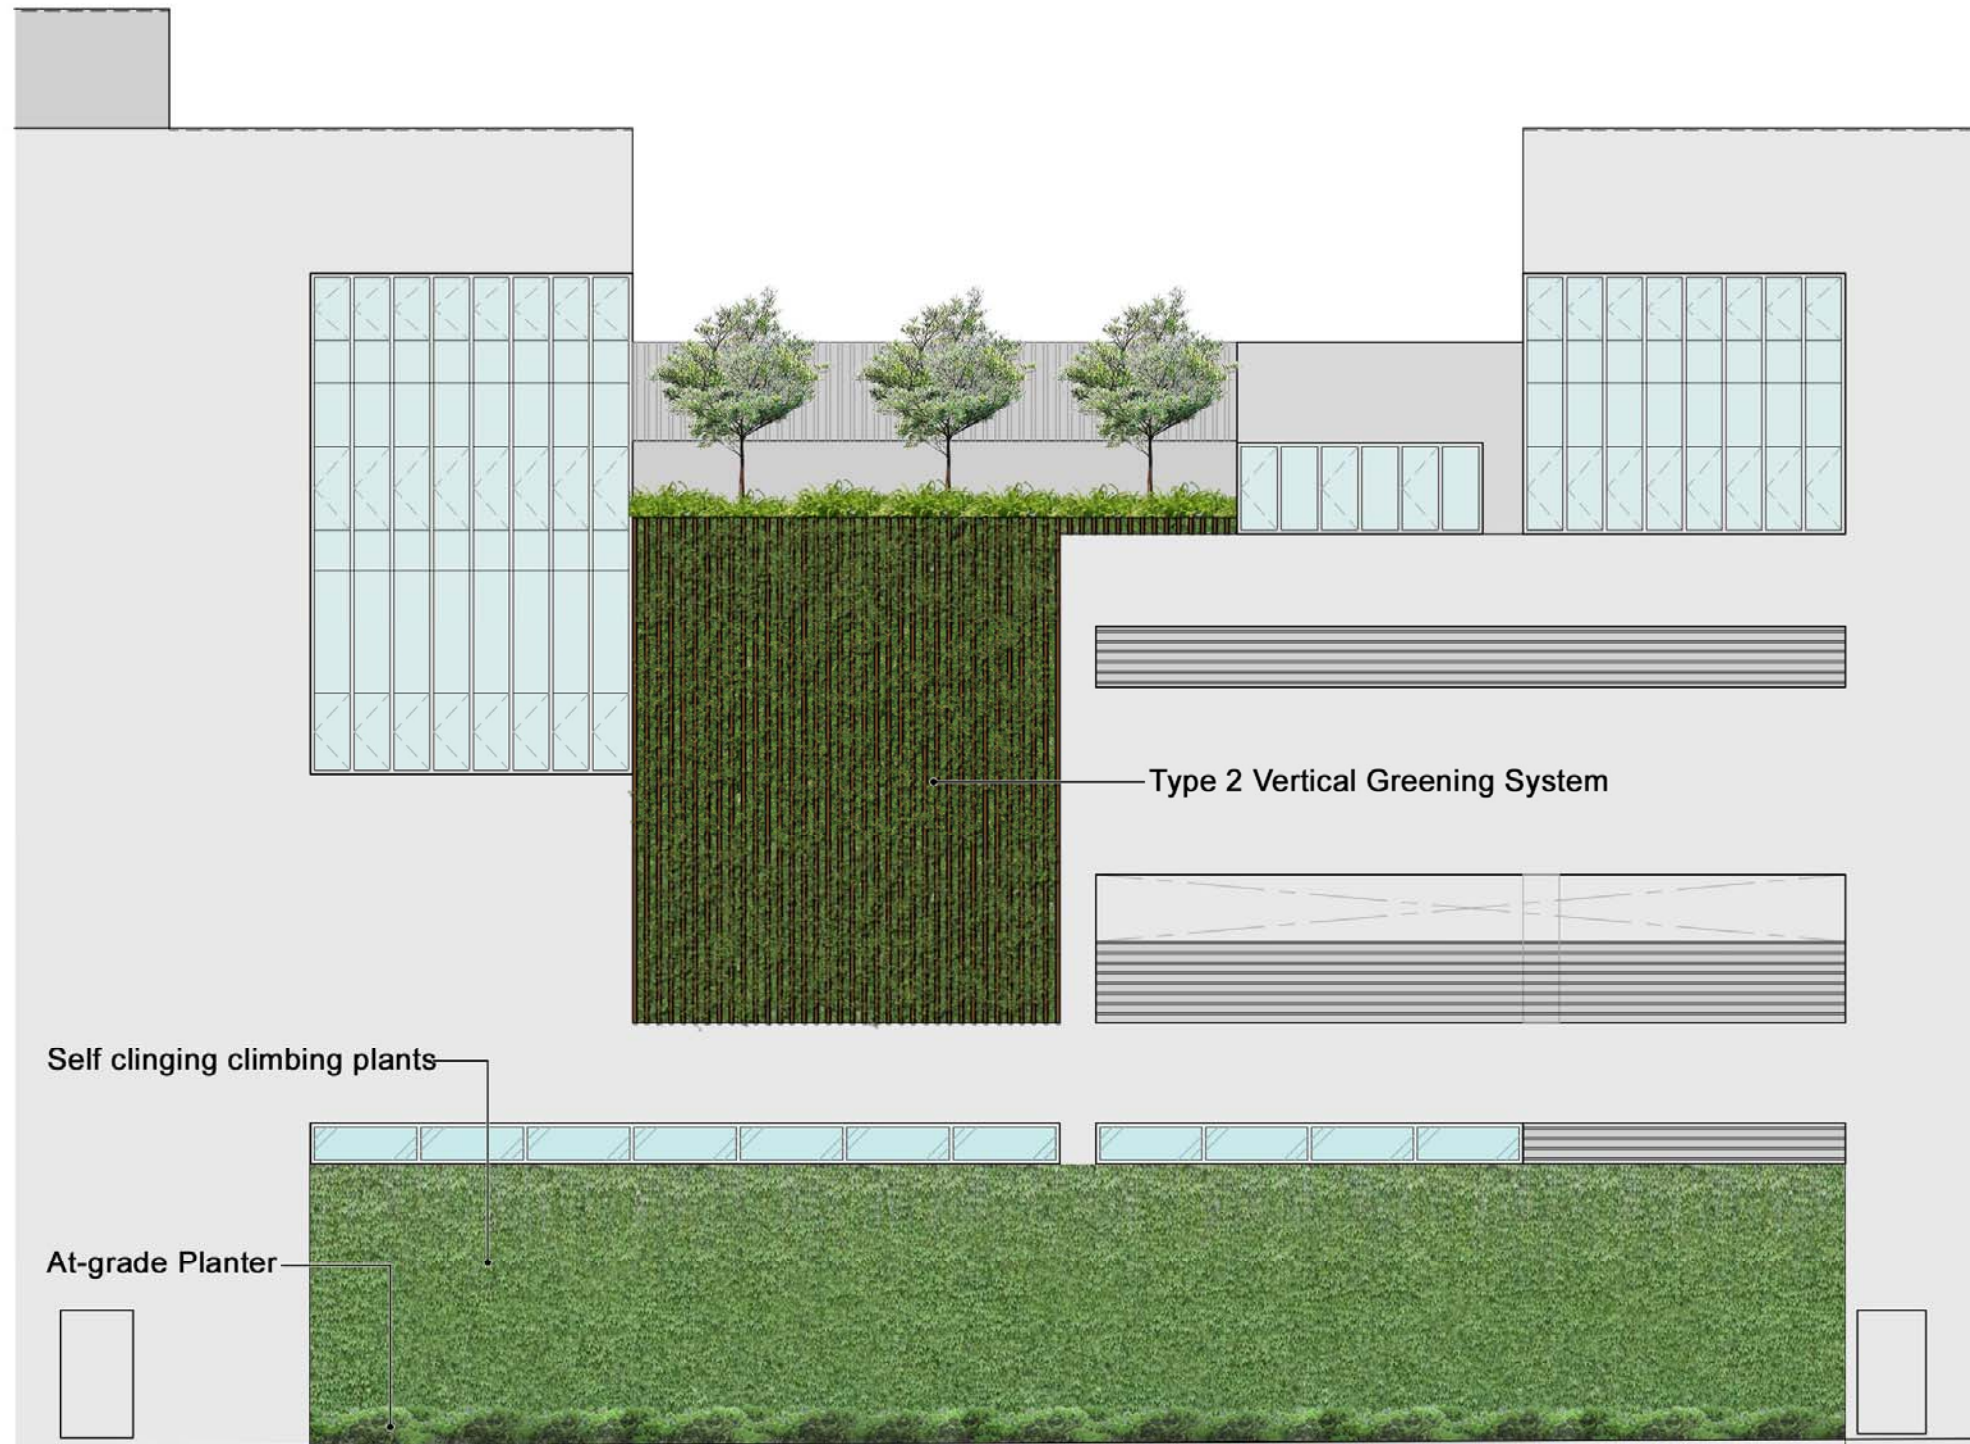 Type 2 Vertical Greening System
Self clinging climbing plants
At-grade Planter